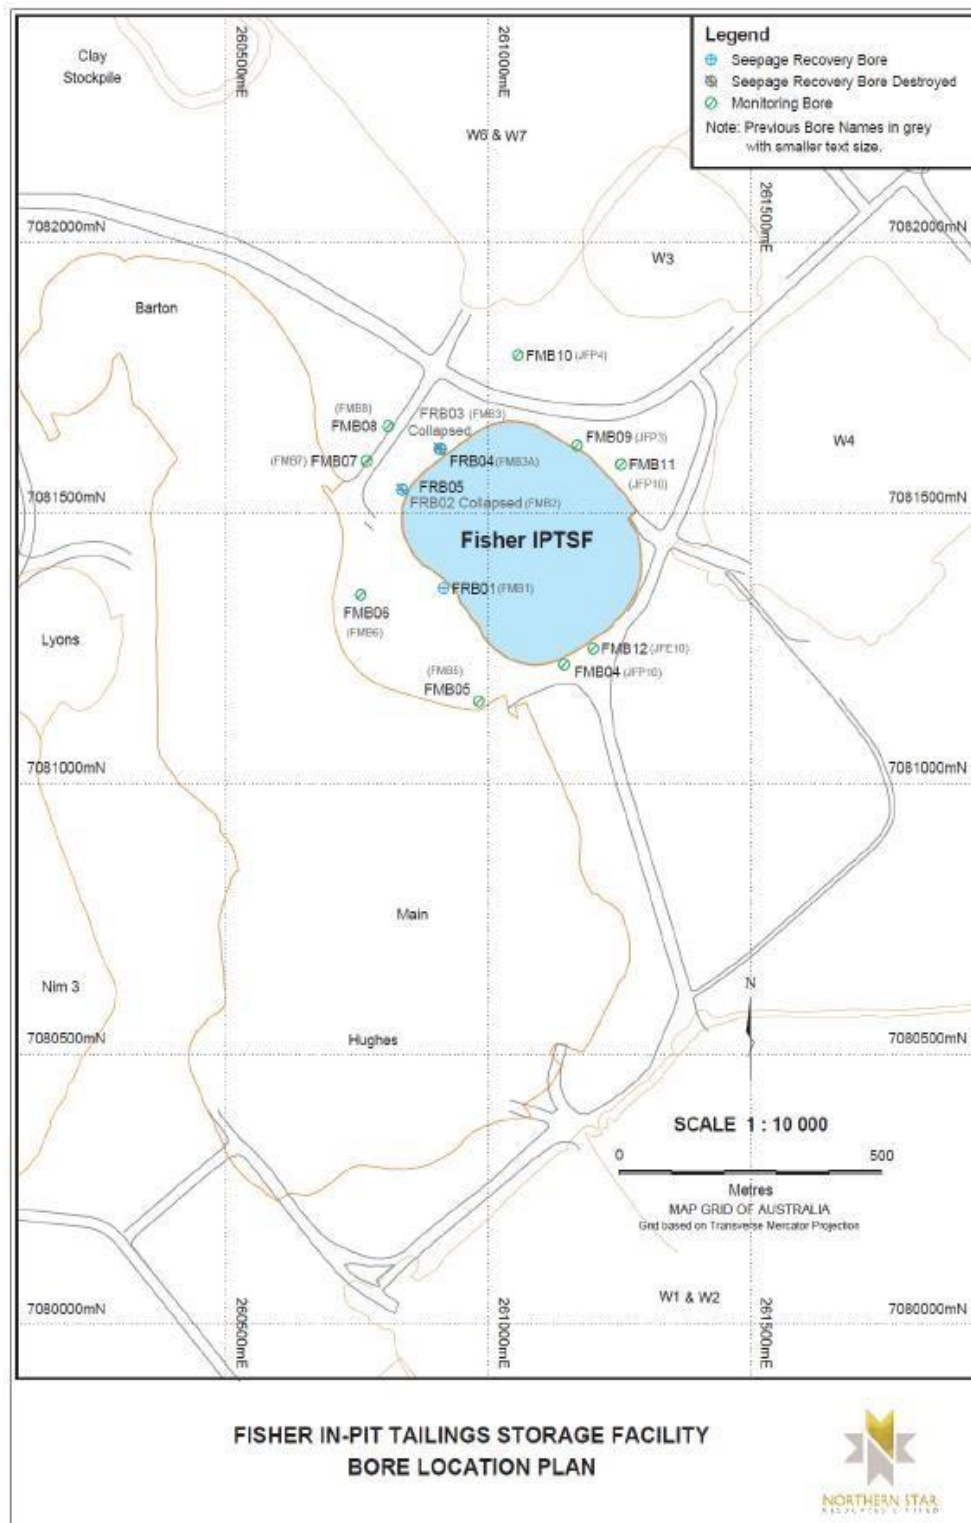 Clay
Stockpile
260500mE
261000mE
Legend
Seepage Recovery Bore
Seepage Recovery Bore Destroyed
Monitoring Bore
Note: Previous Bore Names in grey
with smaller text size.
W6 & W7
7082000mN
261500mE
7082000mN
W3
Barton
FMB10 (JFP4)
(FMB8)
FMB08
FRB03 (FMB3)
Collapsed
FMB09 (JFP3)
W4
(FMB7) FMB07
FRB04 (FMB3A)
FMB11
(JFP10)
7081500mN
FRB05
FRB02 Collapsed (FMB2)
7081500mN
Fisher IPTSF
FRB01 (FMB1)
FMB06
(FMB6)
Lyons
FMB12 (JFE10)
(FMB5)
FMB05
FMB04 (JFP10)
7081000mN
7081000mN
Main
Nim 3
N
7080500mN
Hughes
7080500mN
SCALE 1 : 10 000
0 500
Metres
MAP GRID OF AUSTRALIA
Grid based on Transverse Mercator Projection
W1 & W2
7080000mN
260500mE
261000mE
261500mE
7080000mN
FISHER IN-PIT TAILINGS STORAGE FACILITY
BORE LOCATION PLAN
NORTHERN STAR
RESOURCES LIMITED